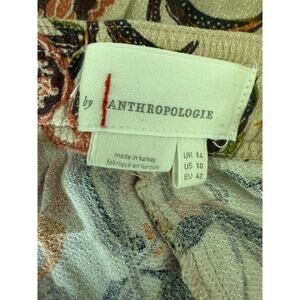 by ANTHROPOLOGIE
made in turkey
fabriqué en turquie
UK 14
US 10
EU 42